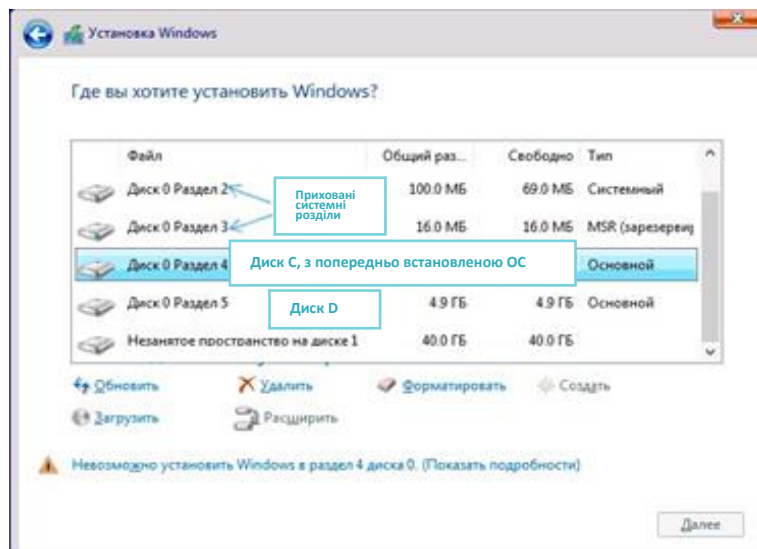 Установка Windows
Где вы хотите установить Windows?
Файл Общий раз... Свободно Тип
Диск 0 Раздел 2 100.0 МБ 69.0 МБ Системный
Приховані
системні
розділи
Диск 0 Раздел 3 16.0 МБ 16.0 МБ MSR (зарезервир
Диск 0 Раздел 4 Диск C, з попередньо встановленою ОС Основной
Диск 0 Раздел 5 Диск D 4.9 ГБ 4.9 ГБ Основной
Незанятое пространство на диске 1 40.0 ГБ 40.0 ГБ
Обновить Удалить Форматировать Создать
Загрузить Расширить
Невозможно установить Windows в раздел 4 диска 0. (Показать подробности)
Далее